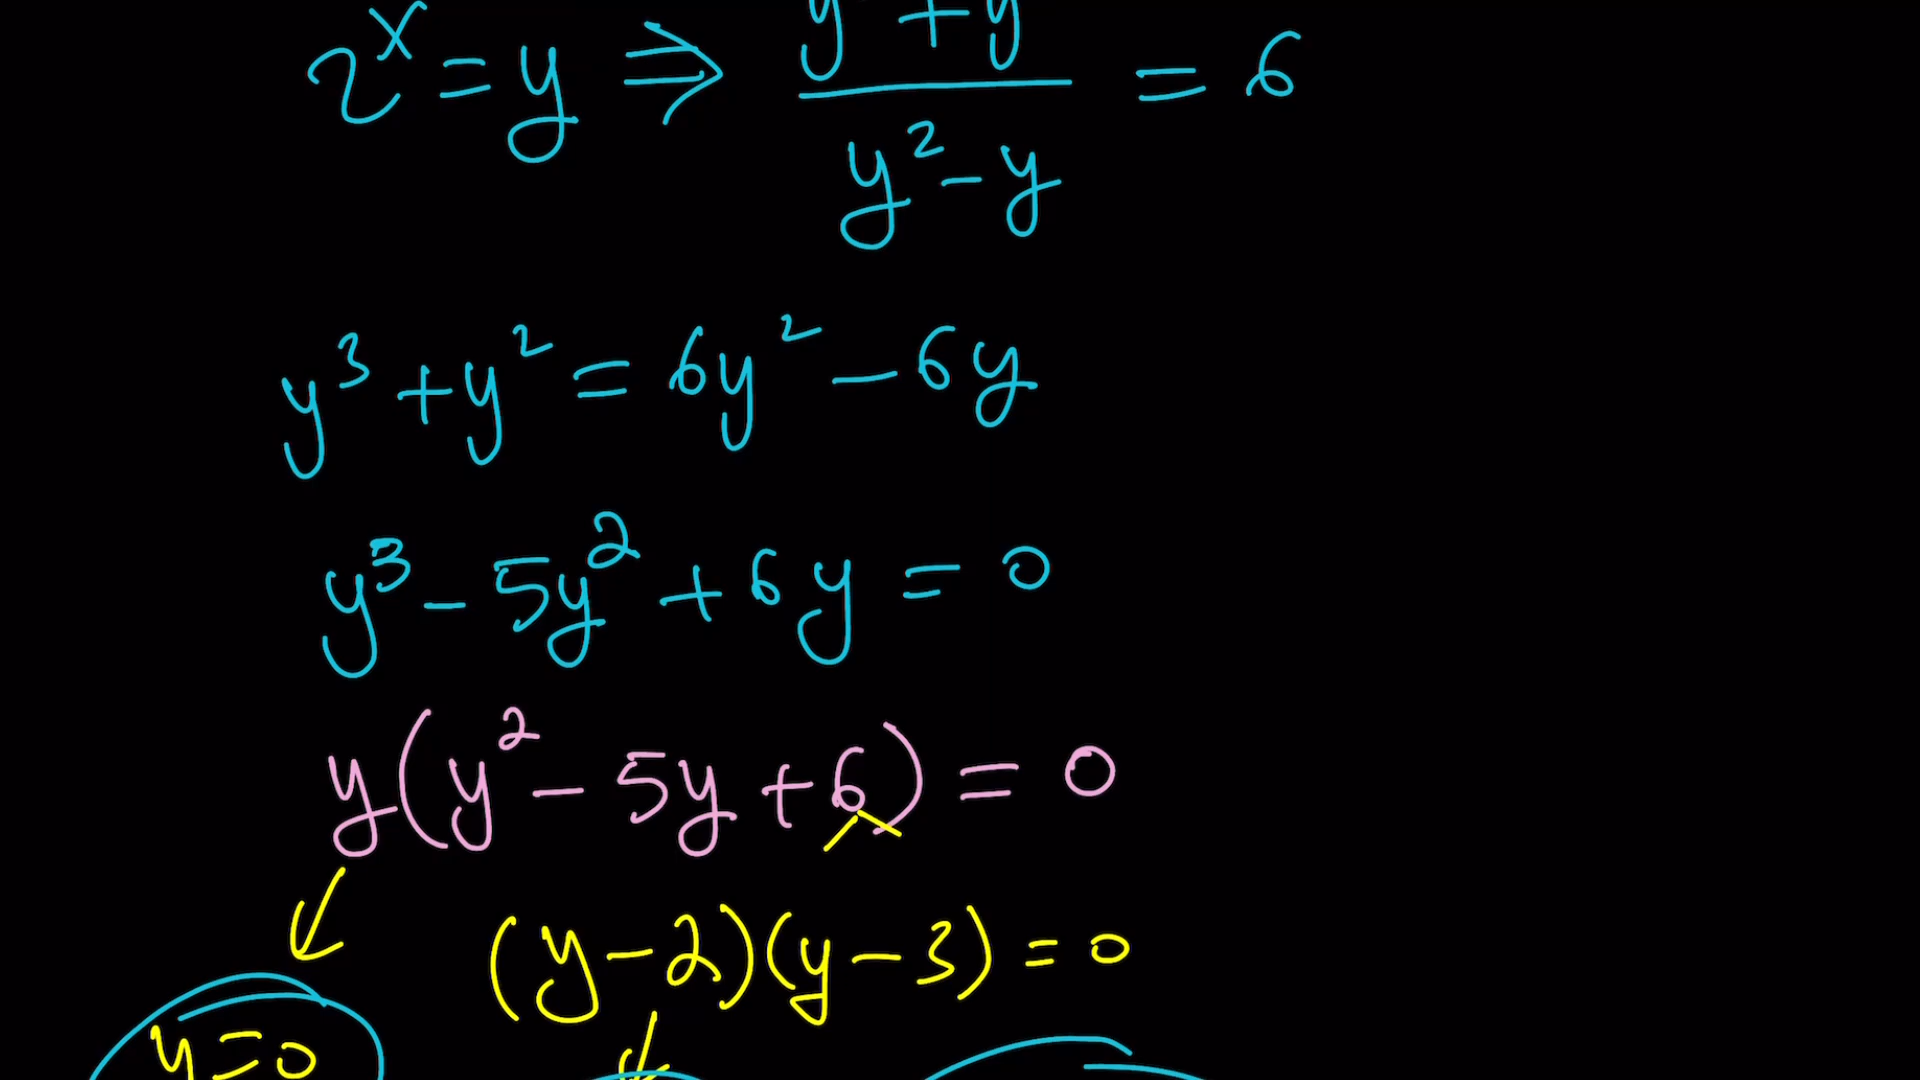 2^x = y ⇒ (y + y) / (y² - y) = 6
y³ + y² = 6y² - 6y
y³ - 5y² + 6y = 0
y(y² - 5y + 6) = 0
(y - 2)(y - 3) = 0
y = 0